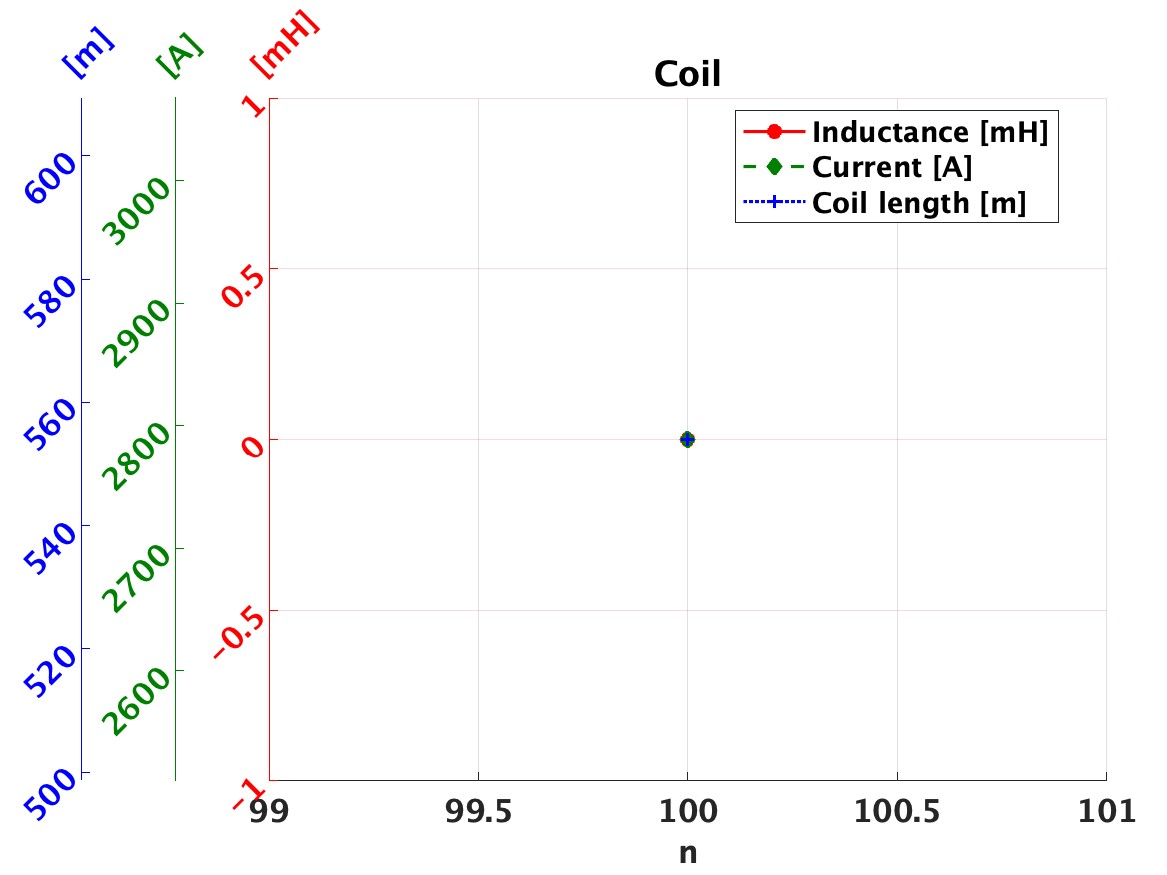 Coil
[m]
[A]
[mH]
Inductance [mH]
Current [A]
Coil length [m]
600
580
560
540
520
500
3000
2900
2800
2700
2600
1
0.5
0
−0.5
−1
99 99.5 100 100.5 101
n